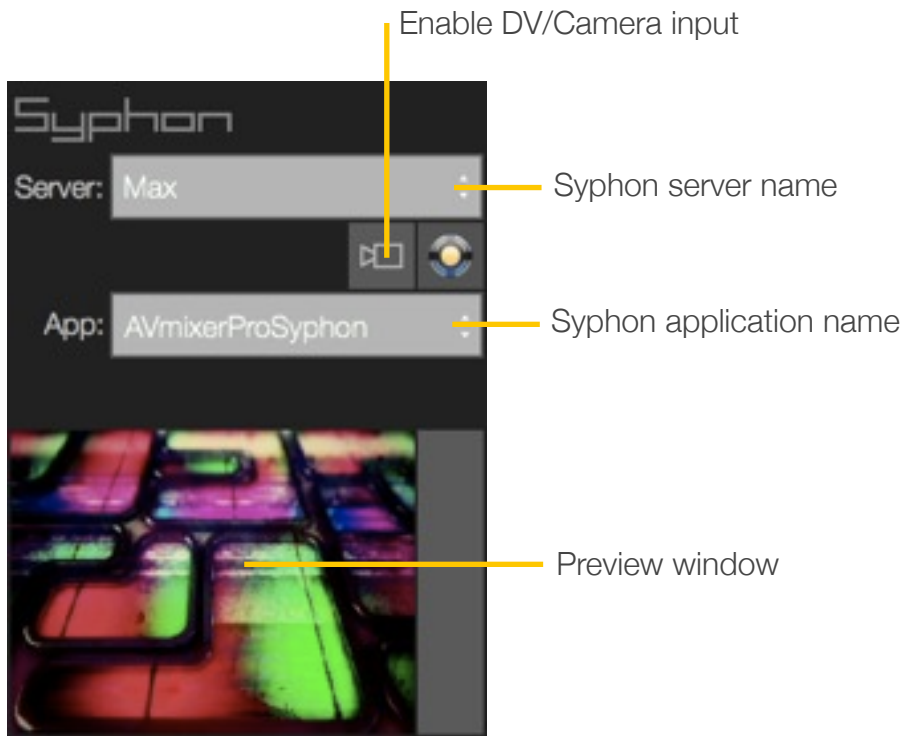 Enable DV/Camera input
Syphon
Server: Max
Syphon server name
App: AVmixerProSyphon
Syphon application name
Preview window